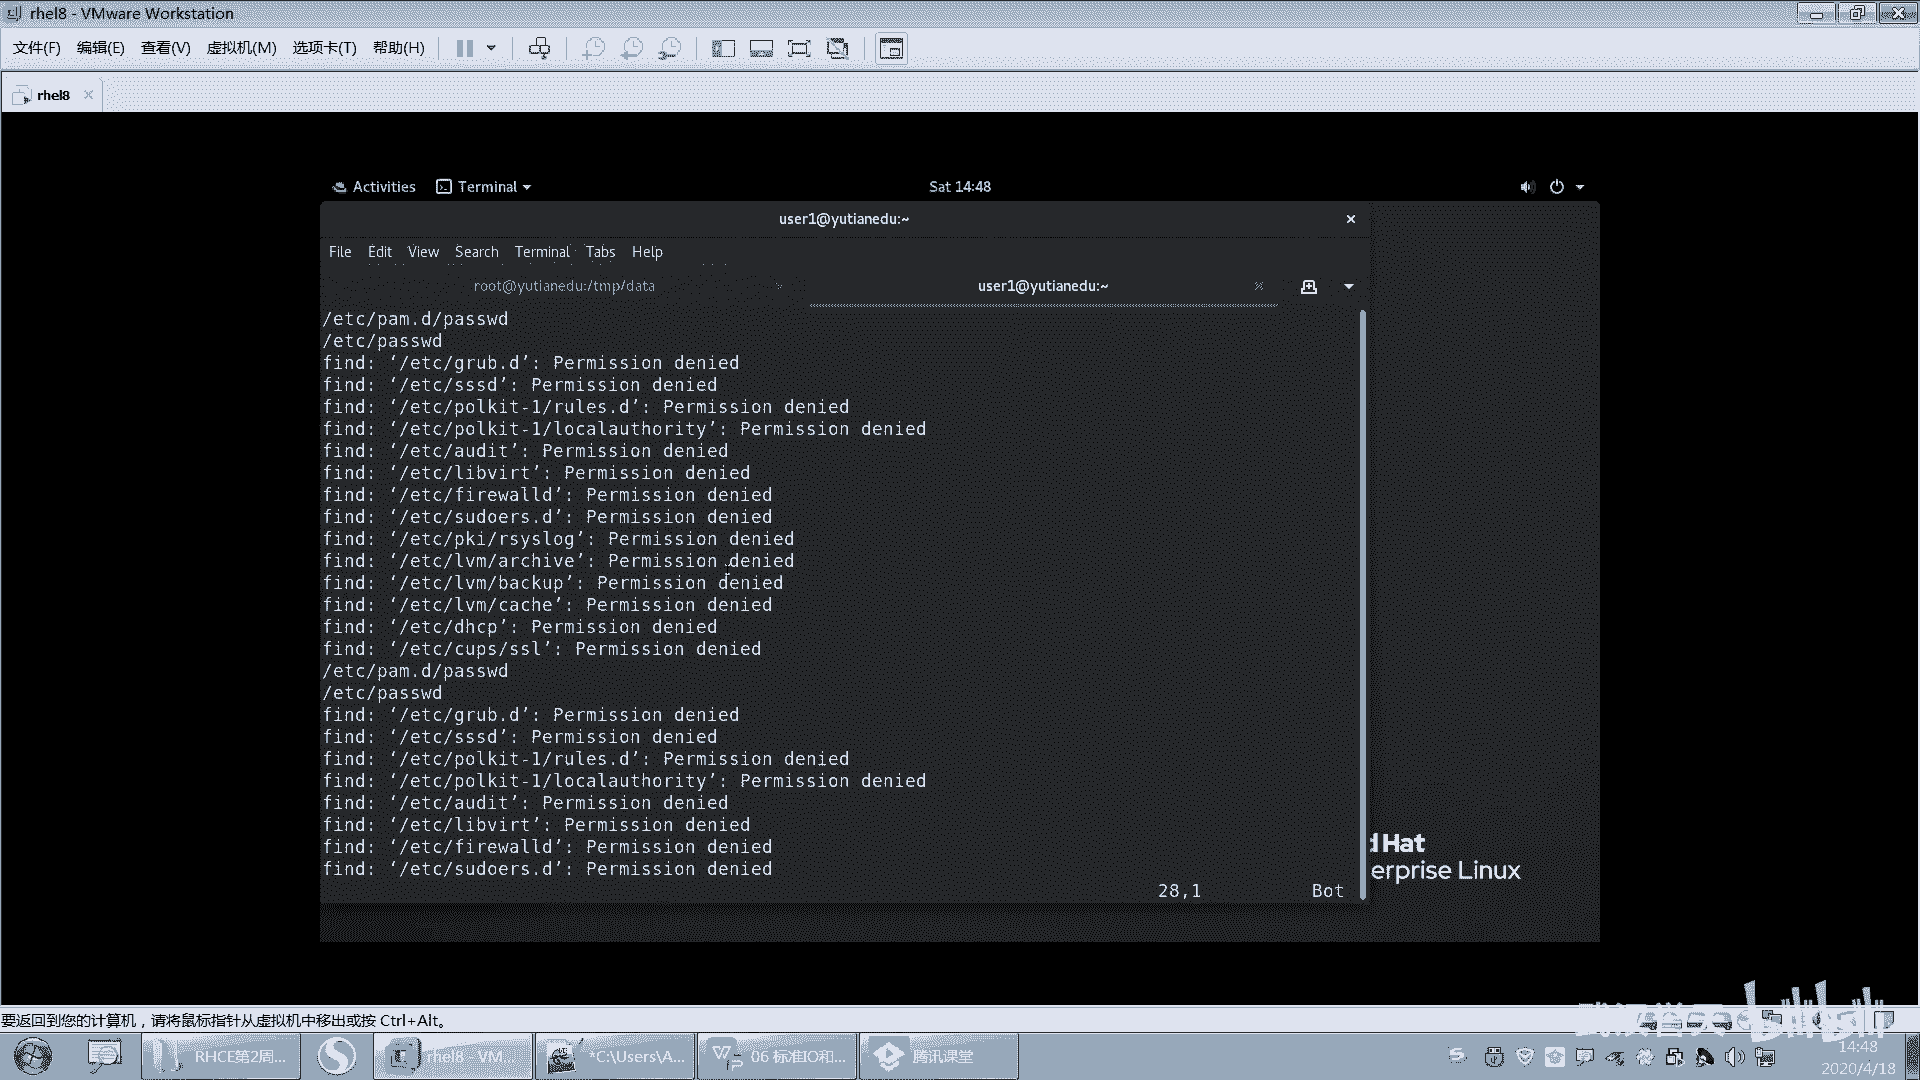 rhel8 - VMware Workstation
文件(F) 编辑(E) 查看(V) 虚拟机(M) 选项卡(T) 帮助(H)
rhel8
Activities Terminal Sat 14:48
user1@yutianedu:~
File Edit View Search Terminal Tabs Help
root@yutianedu:/tmp/data user1@yutianedu:~
/etc/pam.d/passwd
/etc/passwd
find: ‘/etc/grub.d’: Permission denied
find: ‘/etc/sssd’: Permission denied
find: ‘/etc/polkit-1/rules.d’: Permission denied
find: ‘/etc/polkit-1/localauthority’: Permission denied
find: ‘/etc/audit’: Permission denied
find: ‘/etc/libvirt’: Permission denied
find: ‘/etc/firewalld’: Permission denied
find: ‘/etc/sudoers.d’: Permission denied
find: ‘/etc/pki/rsyslog’: Permission denied
find: ‘/etc/lvm/archive’: Permission denied
find: ‘/etc/lvm/backup’: Permission denied
find: ‘/etc/lvm/cache’: Permission denied
find: ‘/etc/dhcp’: Permission denied
find: ‘/etc/cups/ssl’: Permission denied
/etc/pam.d/passwd
/etc/passwd
find: ‘/etc/grub.d’: Permission denied
find: ‘/etc/sssd’: Permission denied
find: ‘/etc/polkit-1/rules.d’: Permission denied
find: ‘/etc/polkit-1/localauthority’: Permission denied
find: ‘/etc/audit’: Permission denied
find: ‘/etc/libvirt’: Permission denied
find: ‘/etc/firewalld’: Permission denied
find: ‘/etc/sudoers.d’: Permission denied
28,1 Bot
d Hat
erprise Linux
要返回到您的计算机，请将鼠标指针从虚拟机中移出或按 Ctrl+Alt。
RHCE第2周... rhel8 - VM... *C:\Users\A... 06 标准IO和... 腾讯课堂
14:48
2020/4/18